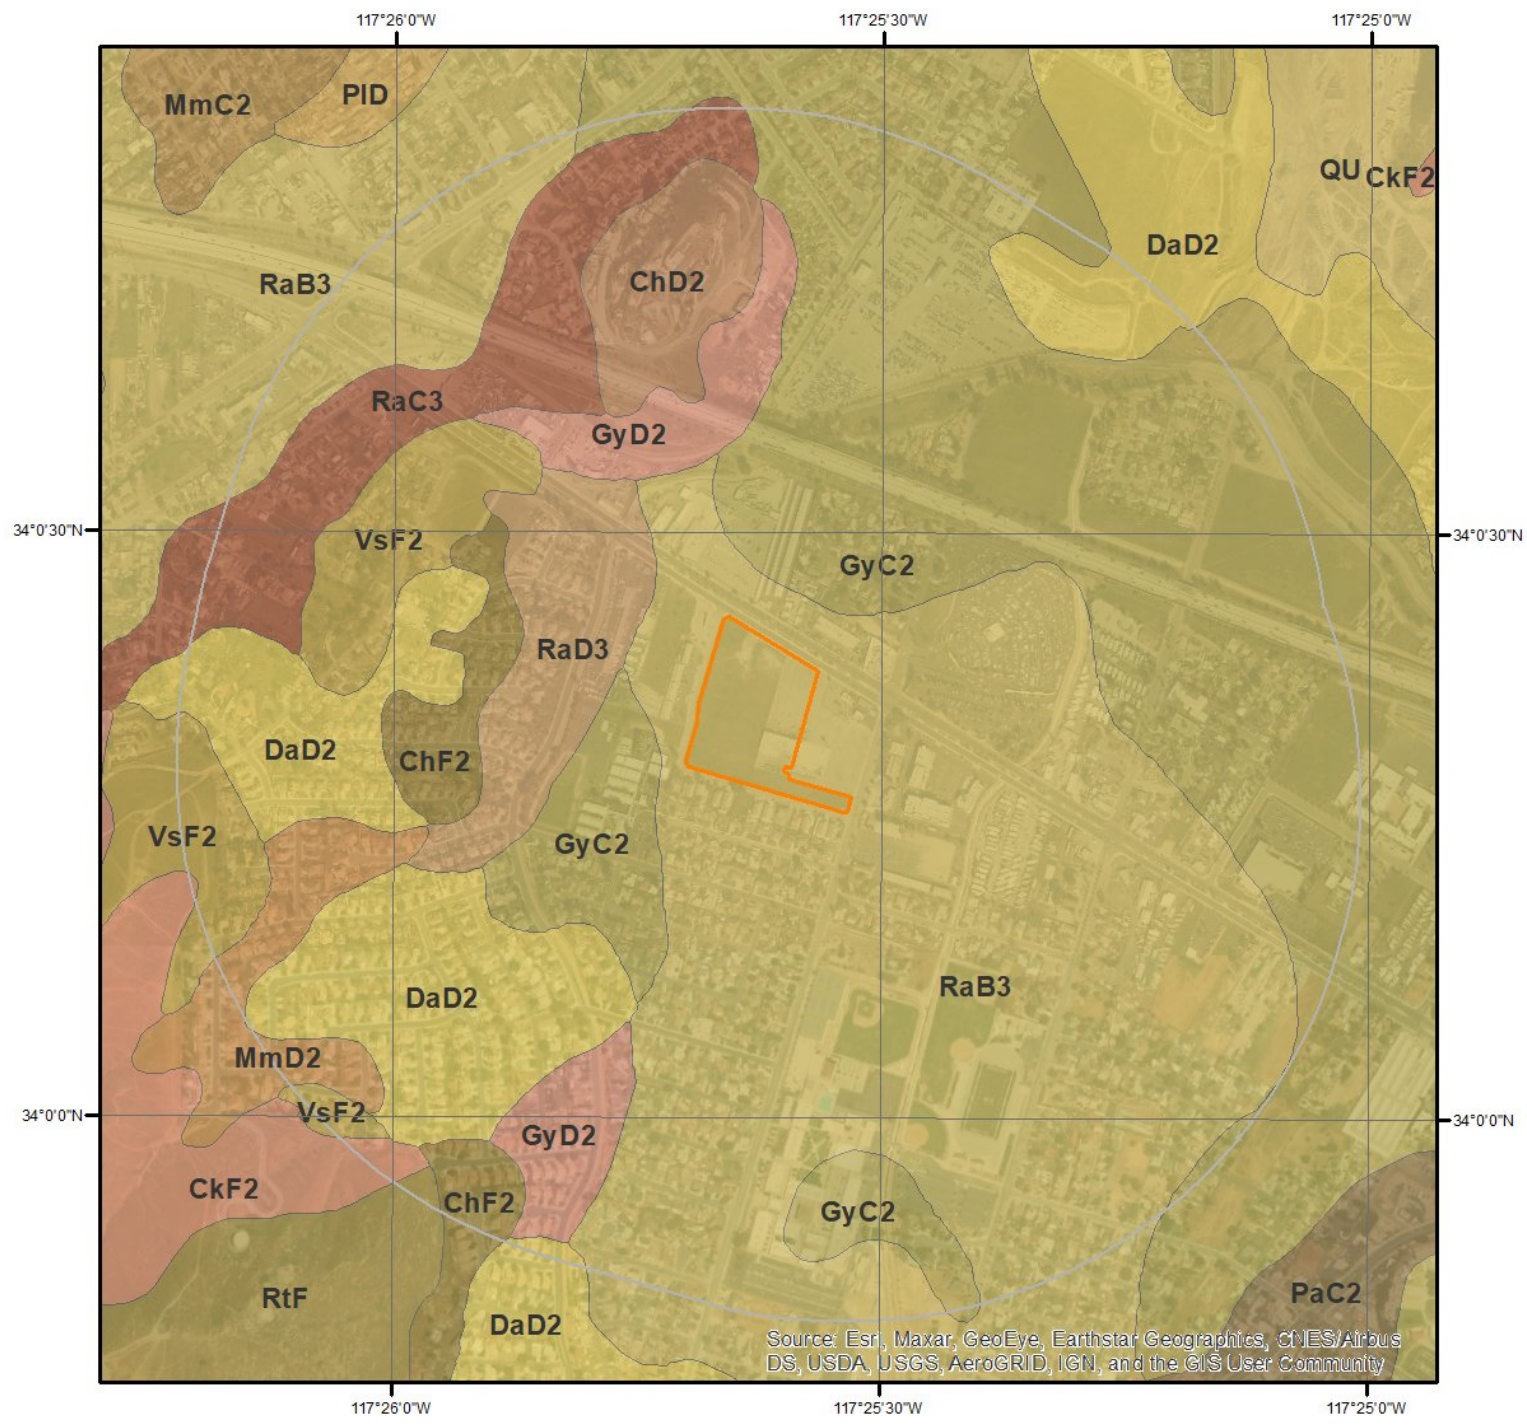 117°26'0"W
117°25'30"W
117°25'0"W
MmC2
PID
QU
CkF2
DaD2
ChD2
RaB3
RaC3
GyD2
34°0'30"N
34°0'30"N
VsF2
GyC2
RaD3
DaD2
ChF2
VsF2
GyC2
RaB3
DaD2
MmD2
VsF2
34°0'0"N
34°0'0"N
GyD2
CkF2
ChF2
GyC2
RtF
PaC2
DaD2
Source: Esri, Maxar, GeoEye, Earthstar Geographics, CNES/Airbus
DS, USDA, USGS, AeroGRID, IGN, and the GIS User Community
117°26'0"W
117°25'30"W
117°25'0"W